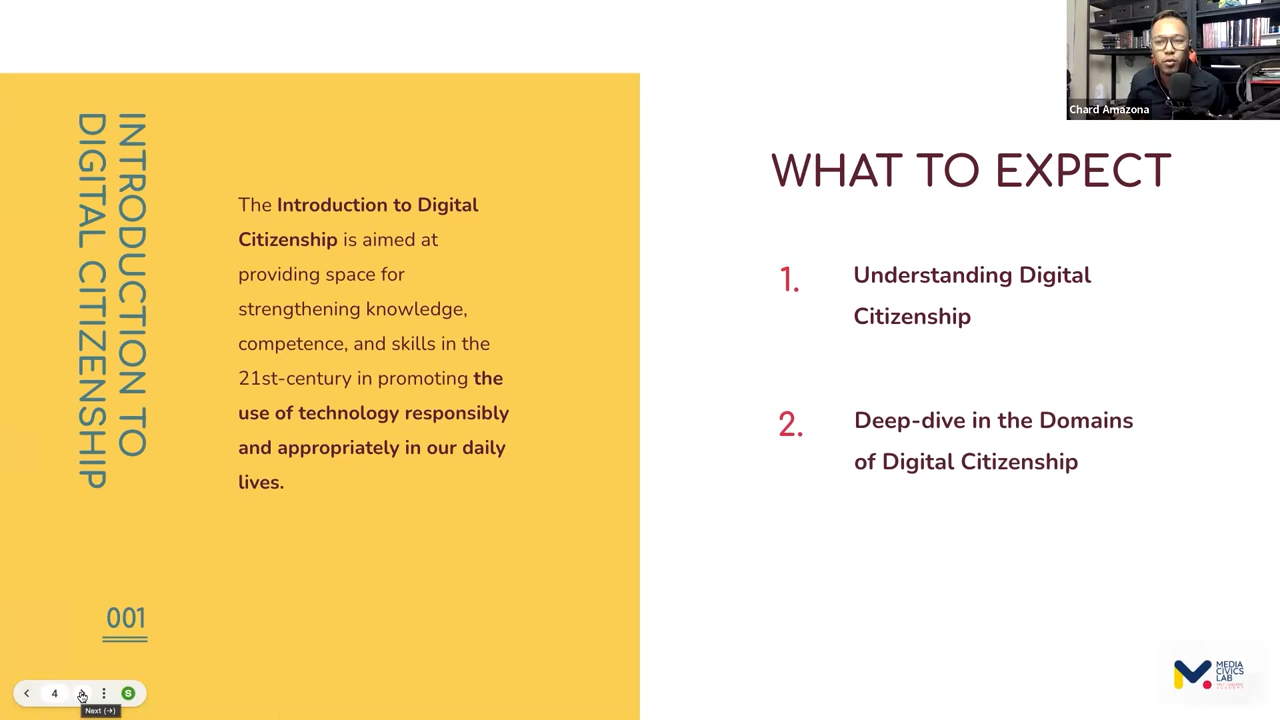 Chard Amazona
INTRODUCTION TO
DIGITAL CITIZENSHIP
The Introduction to Digital
Citizenship is aimed at
providing space for
strengthening knowledge,
competence, and skills in the
21st-century in promoting the
use of technology responsibly
and appropriately in our daily
lives.
001
WHAT TO EXPECT
1.
Understanding Digital
Citizenship
2.
Deep-dive in the Domains
of Digital Citizenship
4
S
Next (→)
MEDIA
CIVICS
LAB